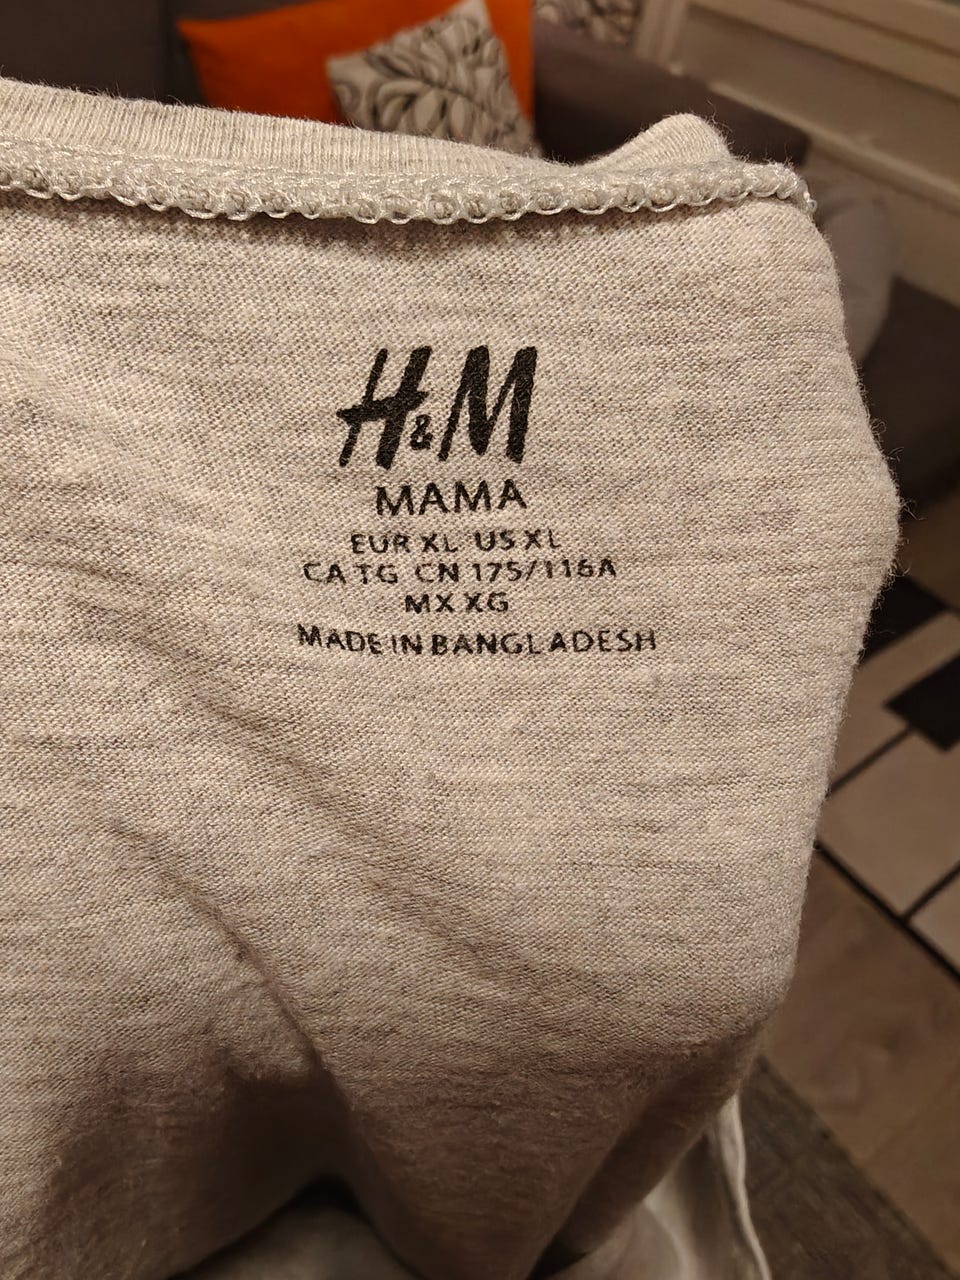 H&M
MAMA
EUR XL US XL
CA TG CN 175/116A
MX XG
MADE IN BANGLADESH